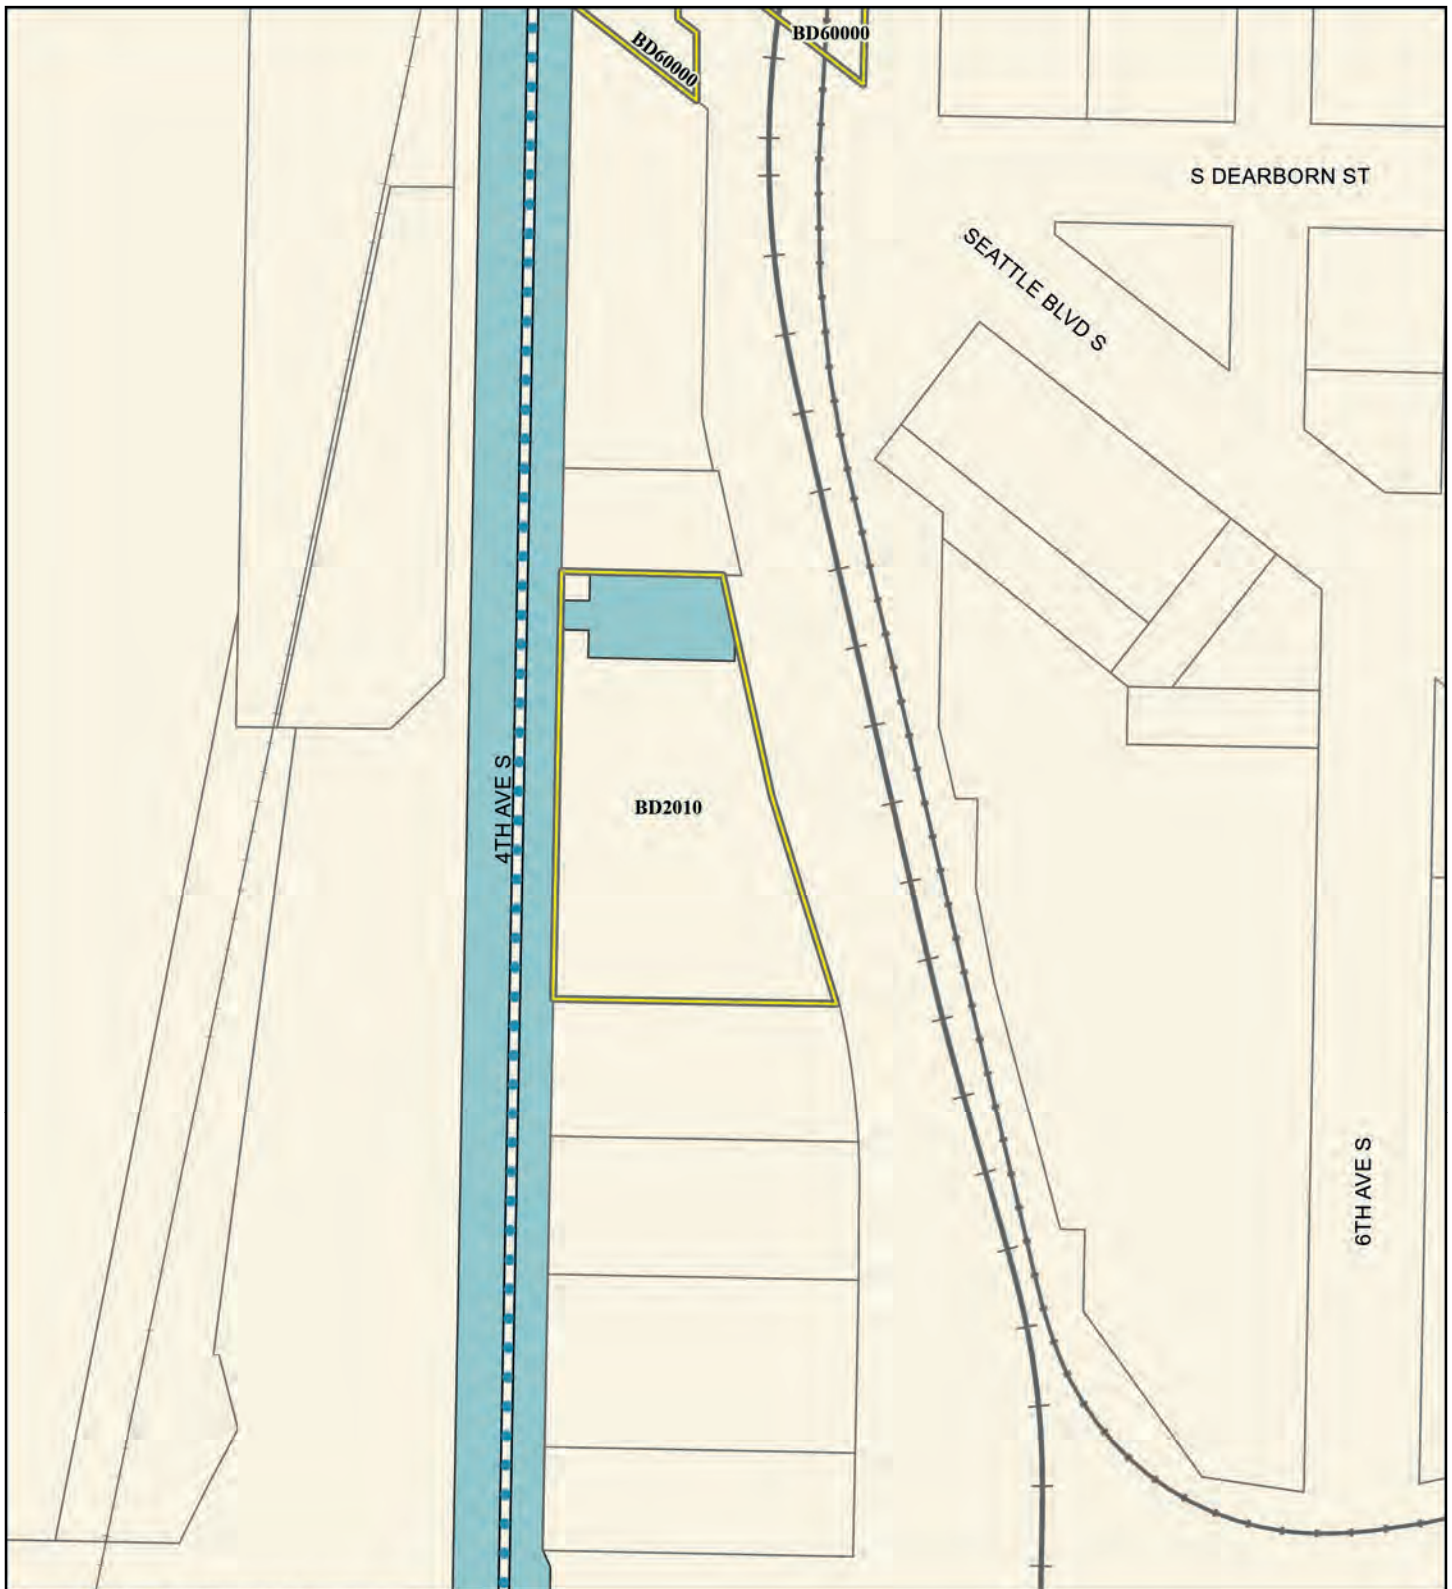 BD60000
BD60000
S DEARBORN ST
SEATTLE BLVD S
4TH AVE S
BD2010
6TH AVE S